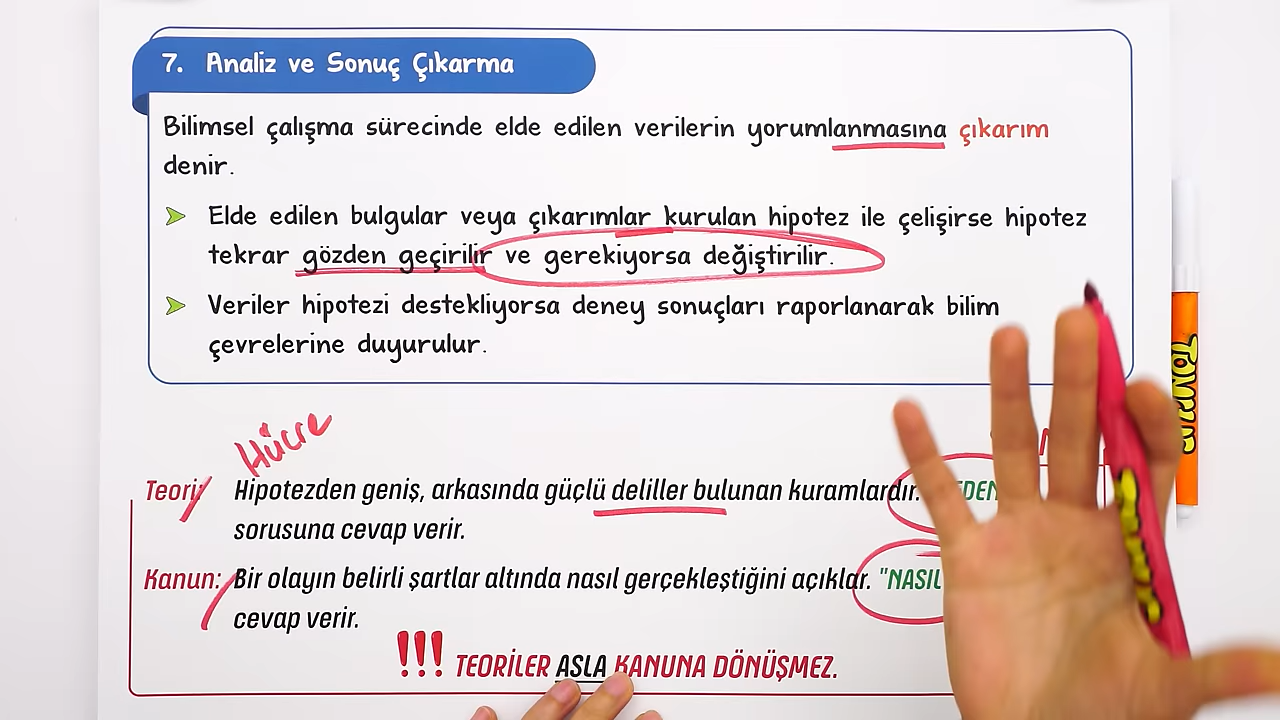 7. Analiz ve Sonuç Çıkarma
Bilimsel çalışma sürecinde elde edilen verilerin yorumlanmasına çıkarım
denir.
Elde edilen bulgular veya çıkarımlar kurulan hipotez ile çelişirse hipotez
tekrar gözden geçirilir ve gerekiyorsa değiştirilir.
Veriler hipotezi destekliyorsa deney sonuçları raporlanarak bilim
çevrelerine duyurulur.
Hücre
Teori: Hipotezden geniş, arkasında güçlü deliller bulunan kuramlardır.
sorusuna cevap verir.
Kanun: Bir olayın belirli şartlar altında nasıl gerçekleştiğini açıklar. "NASIL
cevap verir.
!!! TEORİLER ASLA KANUNA DÖNÜŞMEZ.